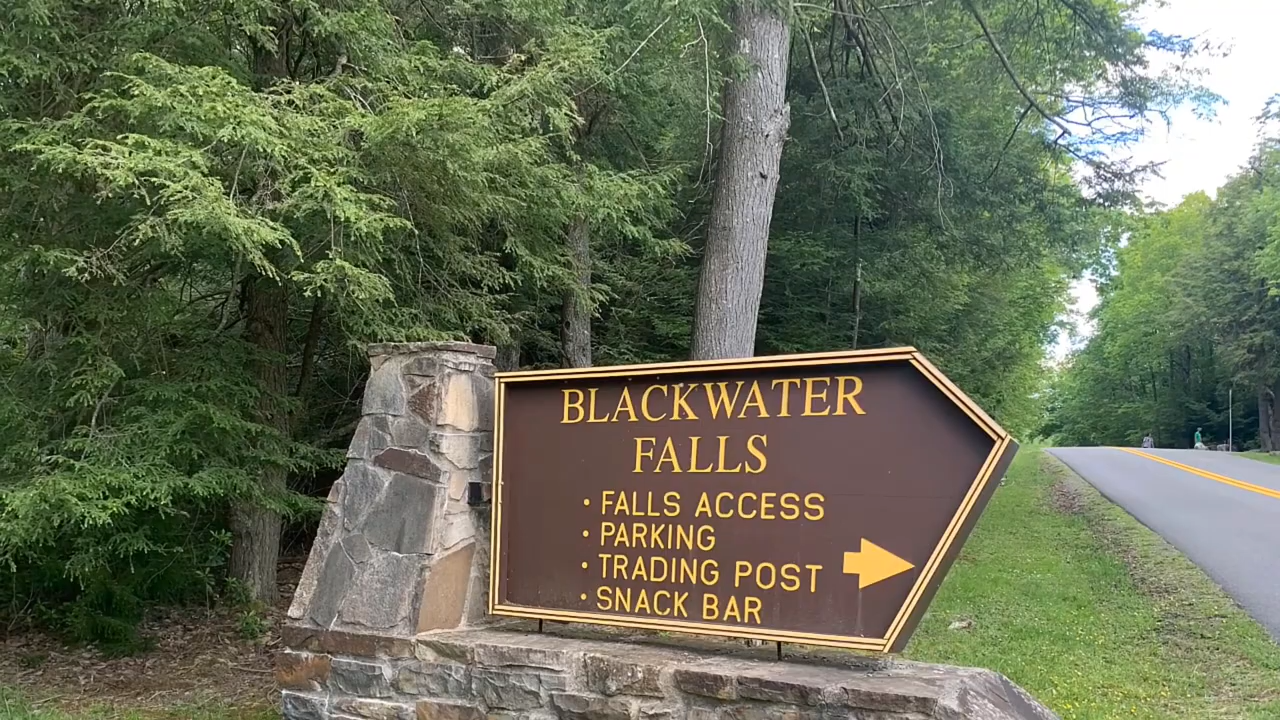 BLACKWATER
FALLS
• FALLS ACCESS
• PARKING
• TRADING POST
• SNACK BAR